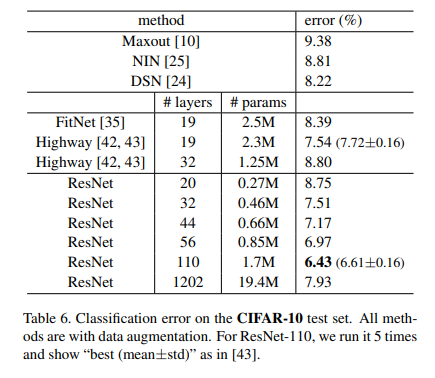 method error (%)
Maxout [10] 9.38
NIN [25] 8.81
DSN [24] 8.22
# layers # params
FitNet [35] 19 2.5M 8.39
Highway [42, 43] 19 2.3M 7.54 (7.72±0.16)
Highway [42, 43] 32 1.25M 8.80
ResNet 20 0.27M 8.75
ResNet 32 0.46M 7.51
ResNet 44 0.66M 7.17
ResNet 56 0.85M 6.97
ResNet 110 1.7M 6.43 (6.61±0.16)
ResNet 1202 19.4M 7.93
Table 6. Classification error on the CIFAR-10 test set. All meth-
ods are with data augmentation. For ResNet-110, we run it 5 times
and show “best (mean±std)” as in [43].